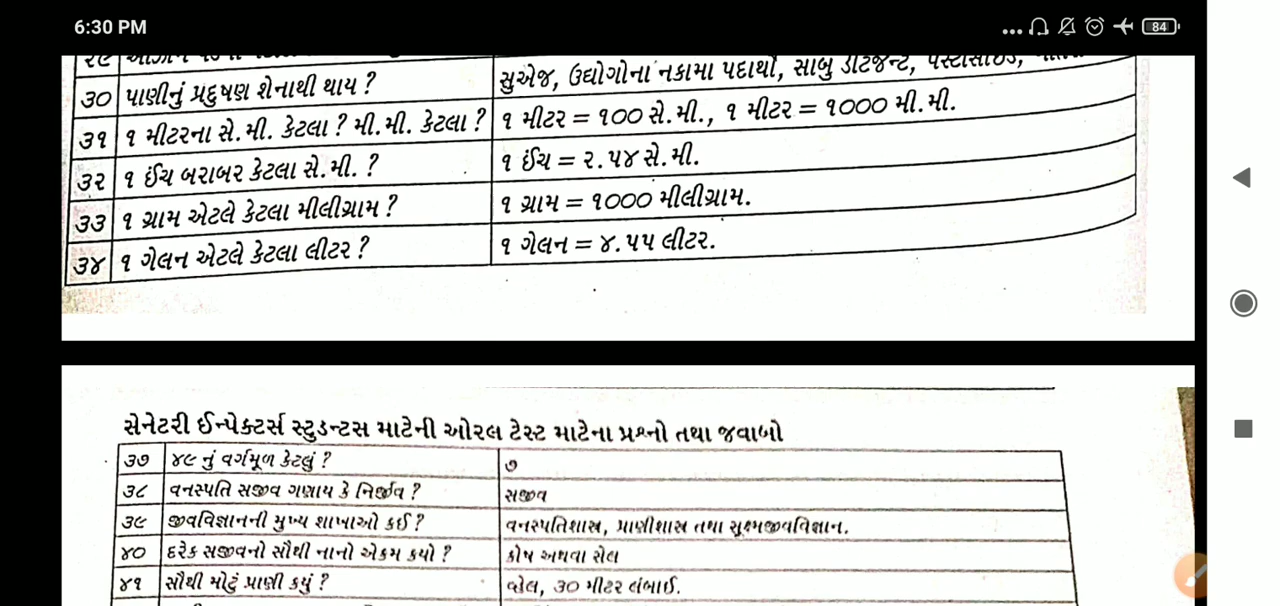 6:30 PM
84
૨૯
૩૦ પાણીનું પ્રદુષણ શેનાથી થાય ? સુએજ, ઉદ્યોગોના નકામા પદાર્થો, સાબુ ડીટર્જન્ટ, પેસ્ટીસાઈડ,
૩૧ ૧ મીટરના સે.મી. કેટલા ? મી.મી. કેટલા ? ૧ મીટર = ૧૦૦ સે.મી., ૧ મીટર = ૧૦૦૦ મી.મી.
૩૨ ૧ ઈંચ બરાબર કેટલા સે.મી. ? ૧ ઈંચ = ૨.૫૪ સે.મી.
૩૩ ૧ ગ્રામ એટલે કેટલા મીલીગ્રામ ? ૧ ગ્રામ = ૧૦૦૦ મીલીગ્રામ.
૩૪ ૧ ગેલન એટલે કેટલા લીટર ? ૧ ગેલન = ૪.૫૫ લીટર.
સેનેટરી ઈન્પેક્ટર્સ સ્ટુડન્ટસ માટેની ઓરલ ટેસ્ટ માટેના પ્રશ્નો તથા જવાબો
૩૭ ૪૯ નું વર્ગમૂળ કેટલું ? ૭
૩૮ વનસ્પતિ સજીવ ગણાય કે નિર્જીવ ? સજીવ
૩૯ જીવવિજ્ઞાનની મુખ્ય શાખાઓ કઈ ? વનસ્પતિશાસ્ત્ર, પ્રાણીશાસ્ત્ર તથા સૂક્ષ્મજીવવિજ્ઞાન.
૪૦ દરેક સજીવનો સૌથી નાનો એકમ કયો ? કોષ અથવા સેલ
૪૧ સૌથી મોટું પ્રાણી કયું ? વ્હેલ, ૩૦ મીટર લંબાઈ.